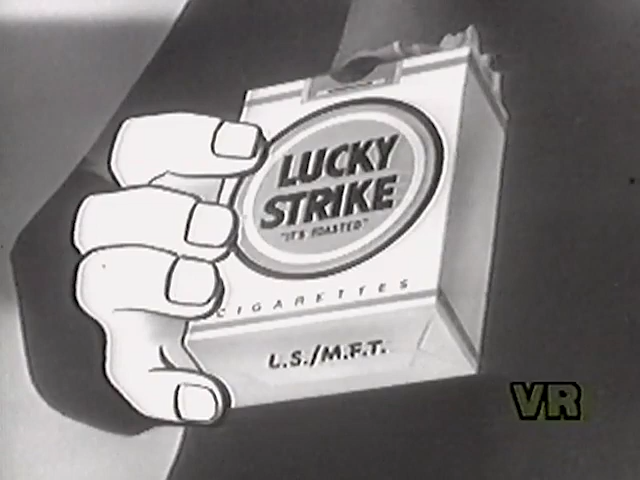 LUCKY
STRIKE
"IT'S TOASTED"
CIGARETTES
L.S./M.F.T.
VR